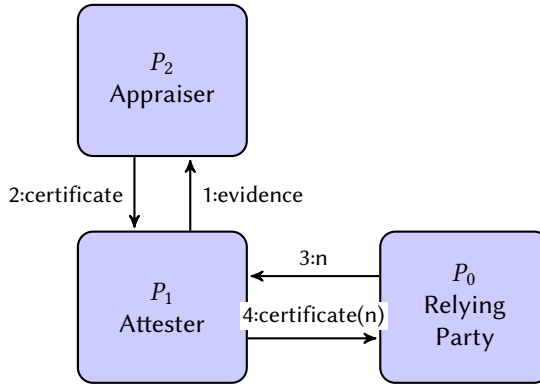 P₂
Appraiser
2:certificate
1:evidence
P₁
Attester
3:n
4:certificate(n)
P₀
Relying
Party